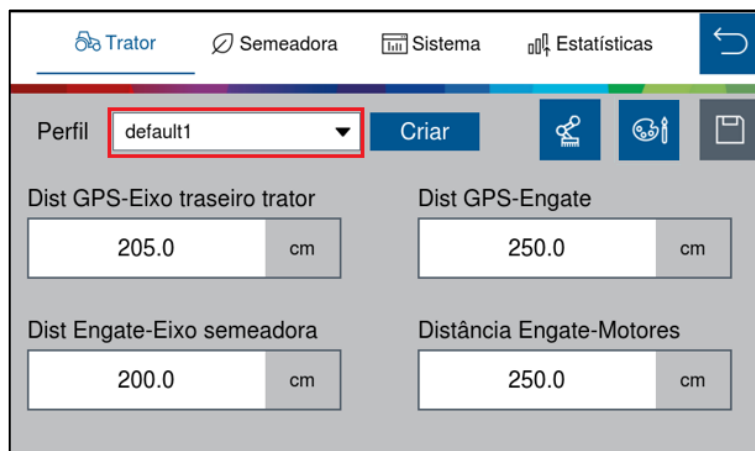 Trator Semeadora Sistema Estatísticas
Perfil default1 Criar
Dist GPS-Eixo traseiro trator Dist GPS-Engate
205.0 cm 250.0 cm
Dist Engate-Eixo semeadora Distância Engate-Motores
200.0 cm 250.0 cm